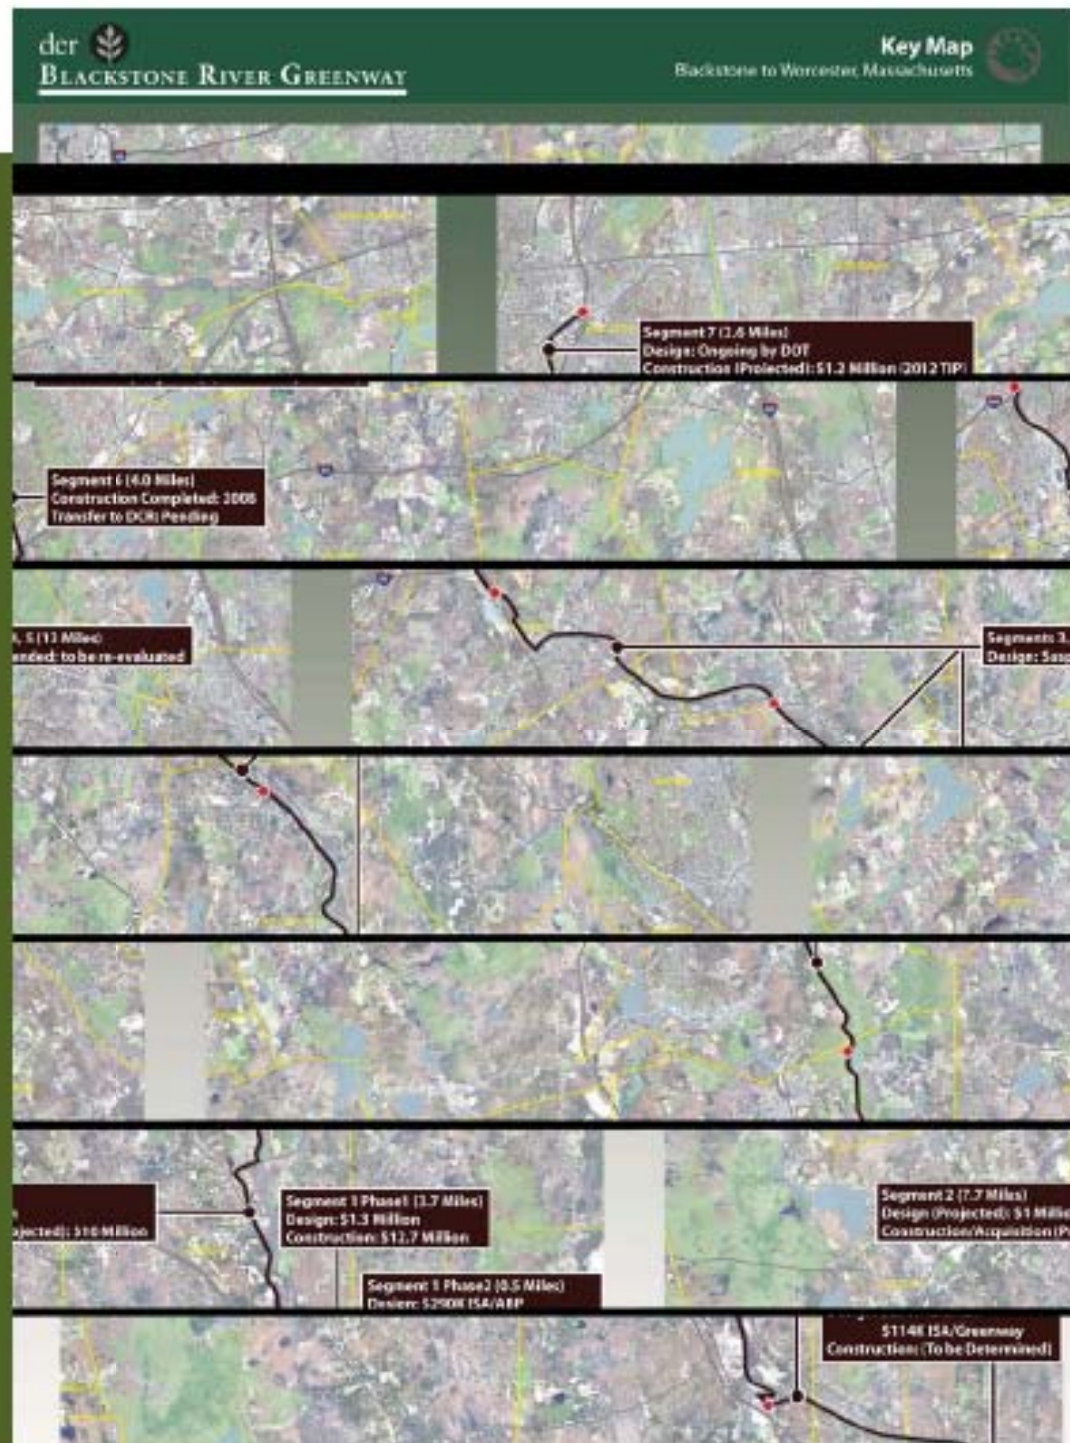 dcr
BLACKSTONE RIVER GREENWAY
Key Map
Blackstone to Worcester, Massachusetts
Segment 7 (2.6 Miles)
Design: Ongoing by DOT
Construction (Projected): $1.2 Million (2012 TIP)
Segment 6 (4.0 Miles)
Construction Completed: 2008
Transfer to DCR: Pending
, 5 (13 Miles)
ended: to be re-evaluated
Segments 3,
Design: Susp
ojected): $10 Million
Segment 1 Phase1 (3.7 Miles)
Design: $1.3 Million
Construction: $12.7 Million
Segment 2 (7.7 Miles)
Design (Projected): $1 Millio
Construction/Acquisition (P
Segment 1 Phase2 (0.5 Miles)
Design: $290K ISA/ABP
$114K ISA/Greenway
Construction: (To be Determined)